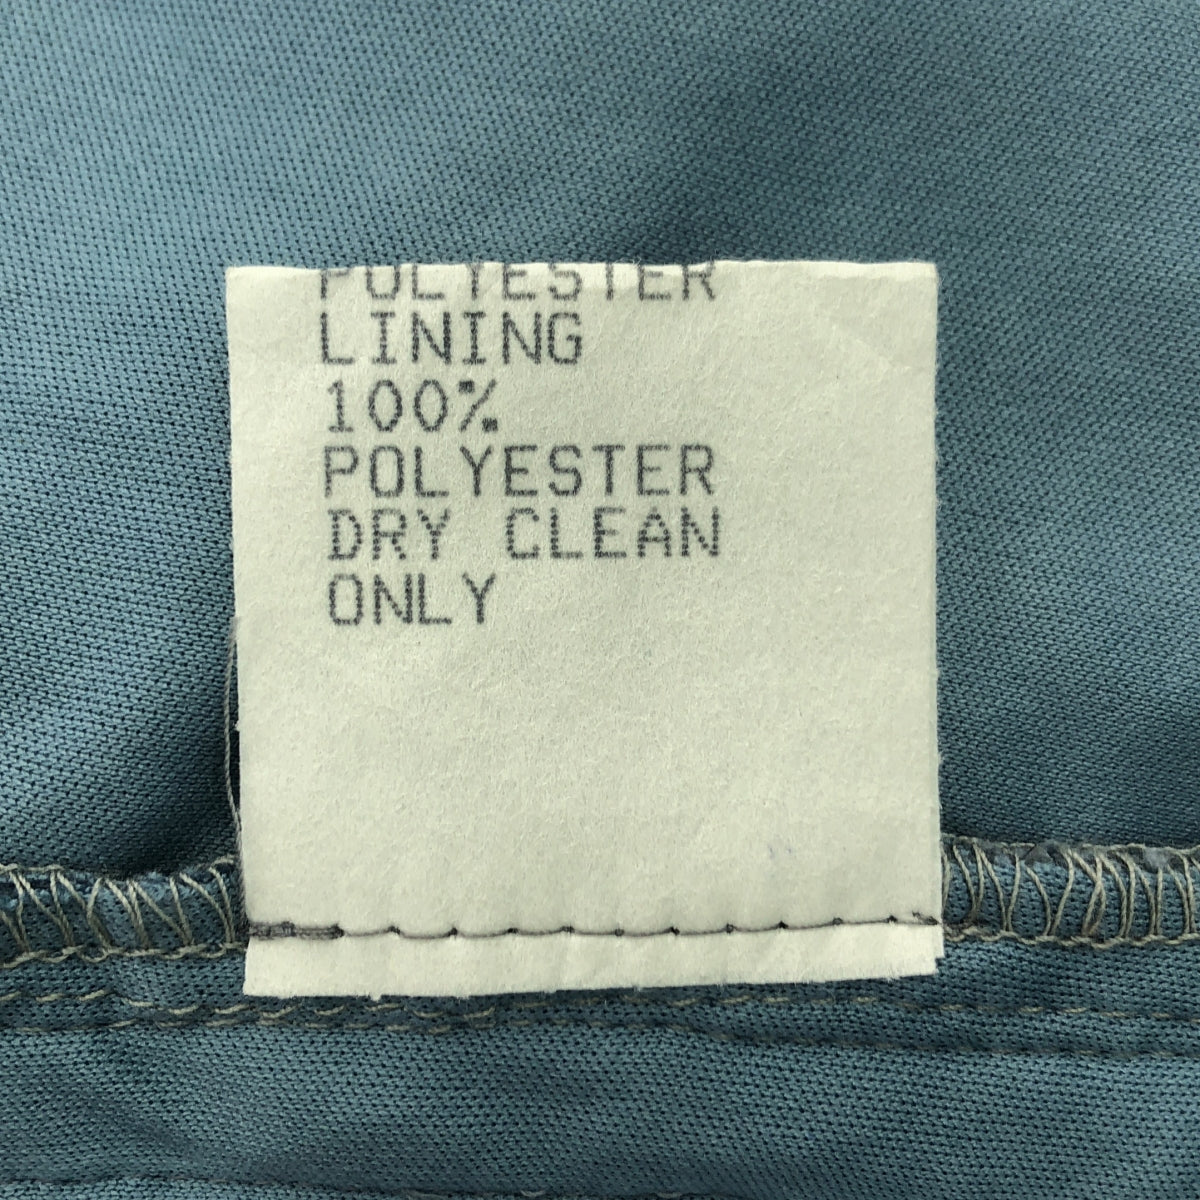 POLYESTER
LINING
100%
POLYESTER
DRY CLEAN
ONLY